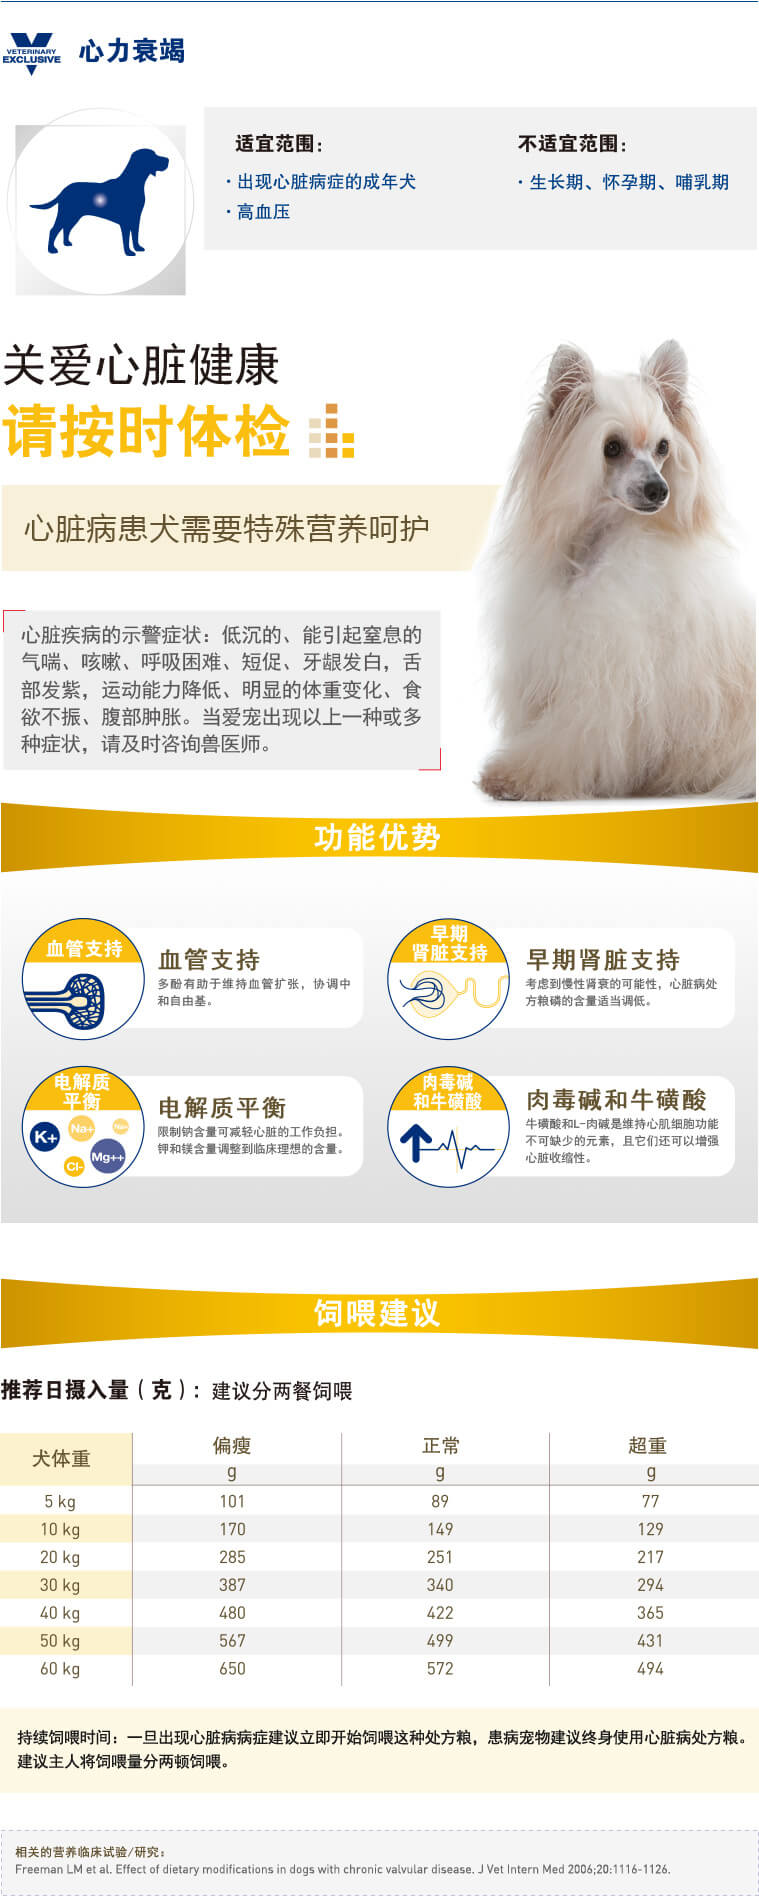 VETERINARY
EXCLUSIVE
心力衰竭
适宜范围：
· 出现心脏病症的成年犬
· 高血压
不适宜范围：
· 生长期、怀孕期、哺乳期
关爱心脏健康
请按时体检
心脏病患犬需要特殊营养呵护
心脏疾病的示警症状：低沉的、能引起窒息的
气喘、咳嗽、呼吸困难、短促、牙龈发白，舌
部发紫，运动能力降低、明显的体重变化、食
欲不振、腹部肿胀。当爱宠出现以上一种或多
种症状，请及时咨询兽医师。
功能优势
血管支持
血管支持
多酚有助于维持血管扩张，协调中
和自由基。
早期
肾脏支持
早期肾脏支持
考虑到慢性肾衰的可能性，心脏病处
方粮磷的含量适当调低。
电解质
平衡
K+
Na+
Na+
Cl-
Mg++
电解质平衡
限制钠含量可减轻心脏的工作负担。
钾和镁含量调整到临床理想的含量。
肉毒碱
和牛磺酸
肉毒碱和牛磺酸
牛磺酸和L-肉碱是维持心肌细胞功能
不可缺少的元素，且它们还可以增强
心脏收缩性。
饲喂建议
推荐日摄入量（克）：建议分两餐饲喂
犬体重 偏瘦 正常 超重
g g g
5 kg 101 89 77
10 kg 170 149 129
20 kg 285 251 217
30 kg 387 340 294
40 kg 480 422 365
50 kg 567 499 431
60 kg 650 572 494
持续饲喂时间：一旦出现心脏病病症建议立即开始饲喂这种处方粮，患病宠物建议终身使用心脏病处方粮。
建议主人将饲喂量分两顿饲喂。
相关的营养临床试验/研究：
Freeman LM et al. Effect of dietary modifications in dogs with chronic valvular disease. J Vet Intern Med 2006;20:1116-1126.